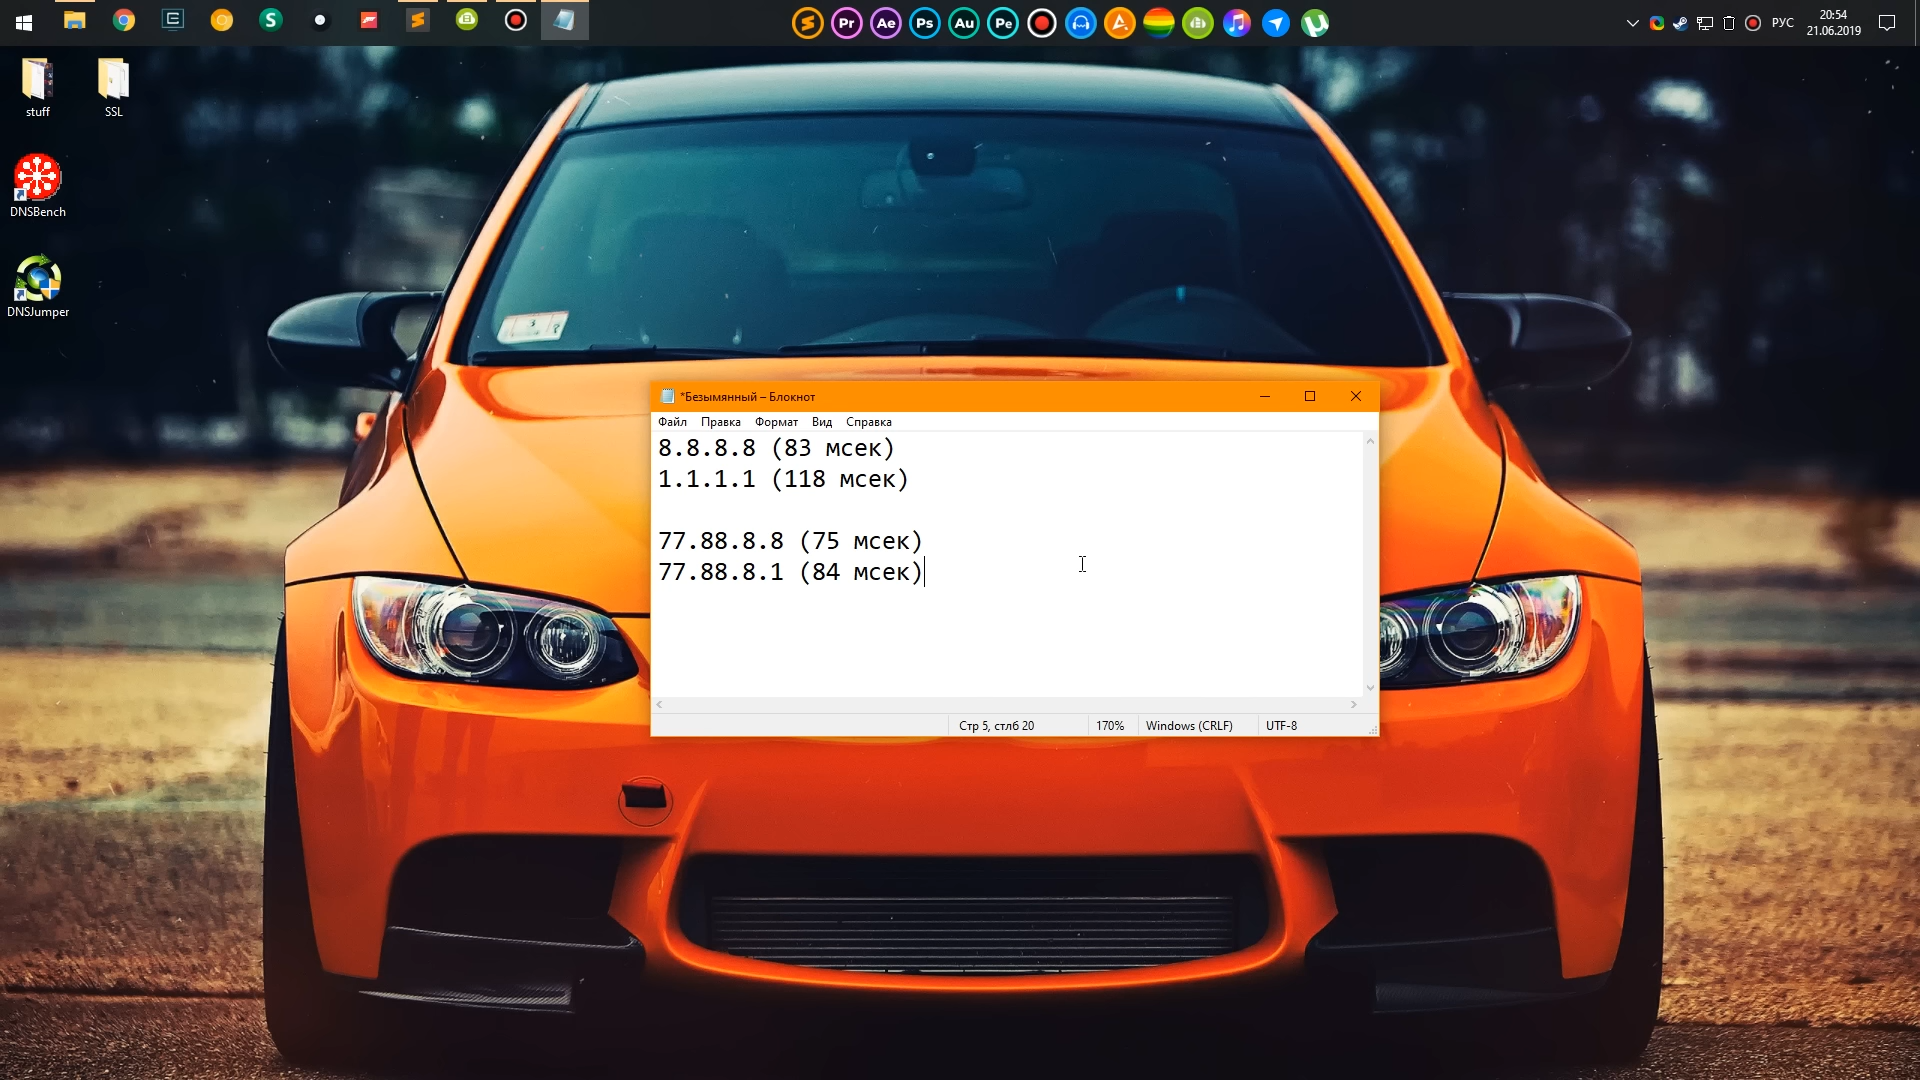 Pr Ae Ps Au Pe
РУС
20:54
21.06.2019
stuff
SSL
DNSBench
DNSJumper
*Безымянный – Блокнот
Файл Правка Формат Вид Справка
8.8.8.8 (83 мсек)
1.1.1.1 (118 мсек)
77.88.8.8 (75 мсек)
77.88.8.1 (84 мсек)
Стр 5, стлб 20 170% Windows (CRLF) UTF-8